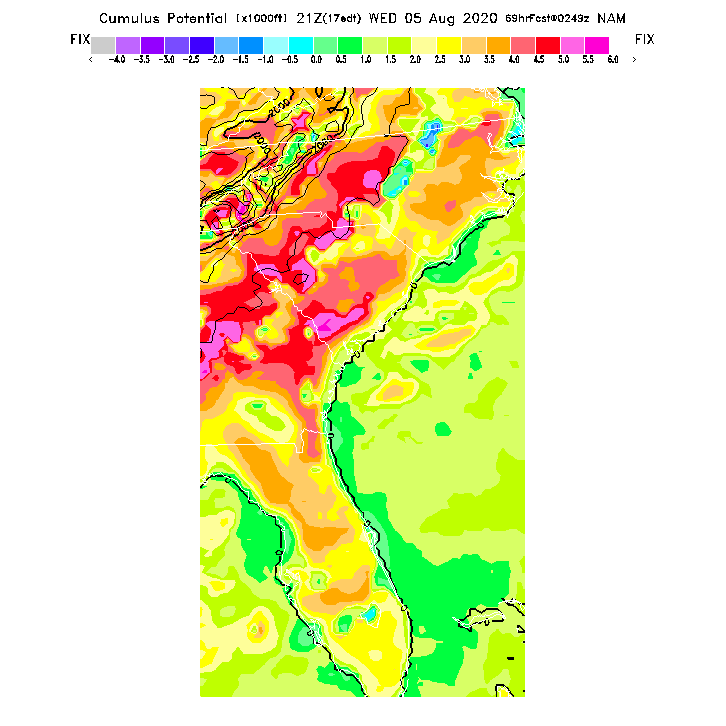 Cumulus Potential [x1000ft] 21Z(17edt) WED 05 Aug 2020 69hrFcst@0249z NAM
FIX FIX
< -4.0 -3.5 -3.0 -2.5 -2.0 -1.5 -1.0 -0.5 0.0 0.5 1.0 1.5 2.0 2.5 3.0 3.5 4.0 4.5 5.0 5.5 6.0 >
2000
2000